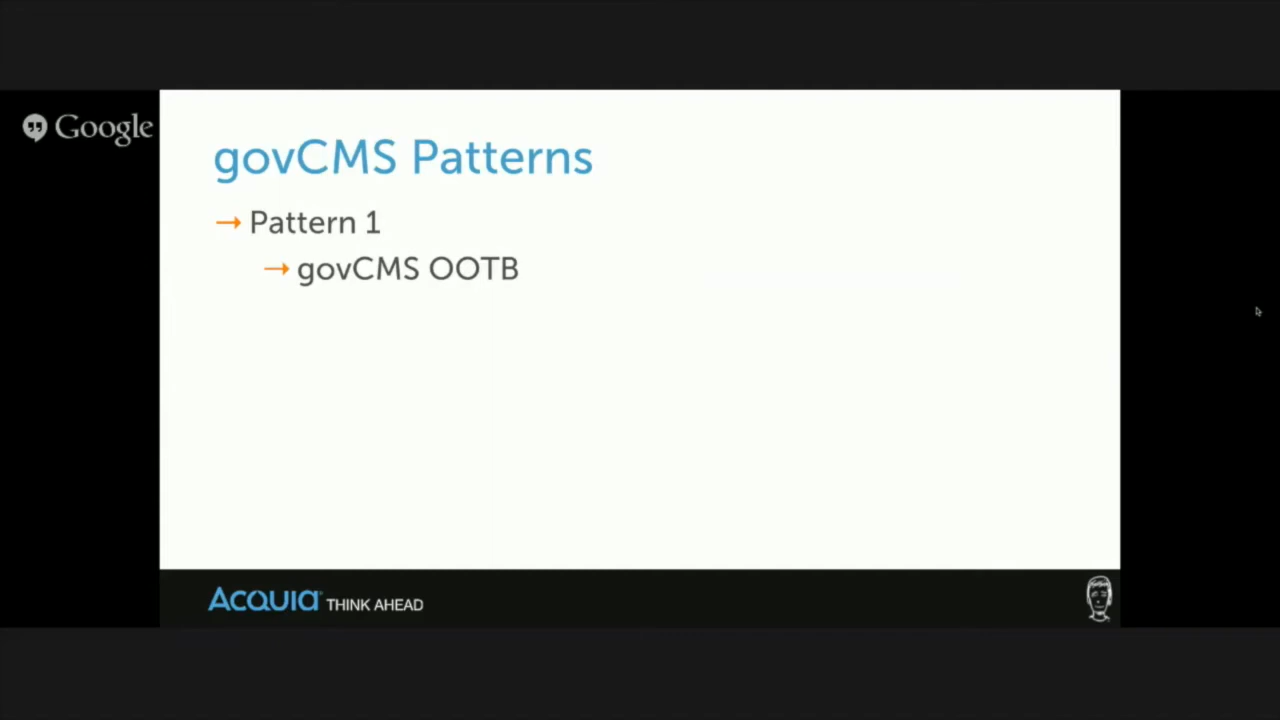 Google
govCMS Patterns
→ Pattern 1
→ govCMS OOTB
Acquia THINK AHEAD